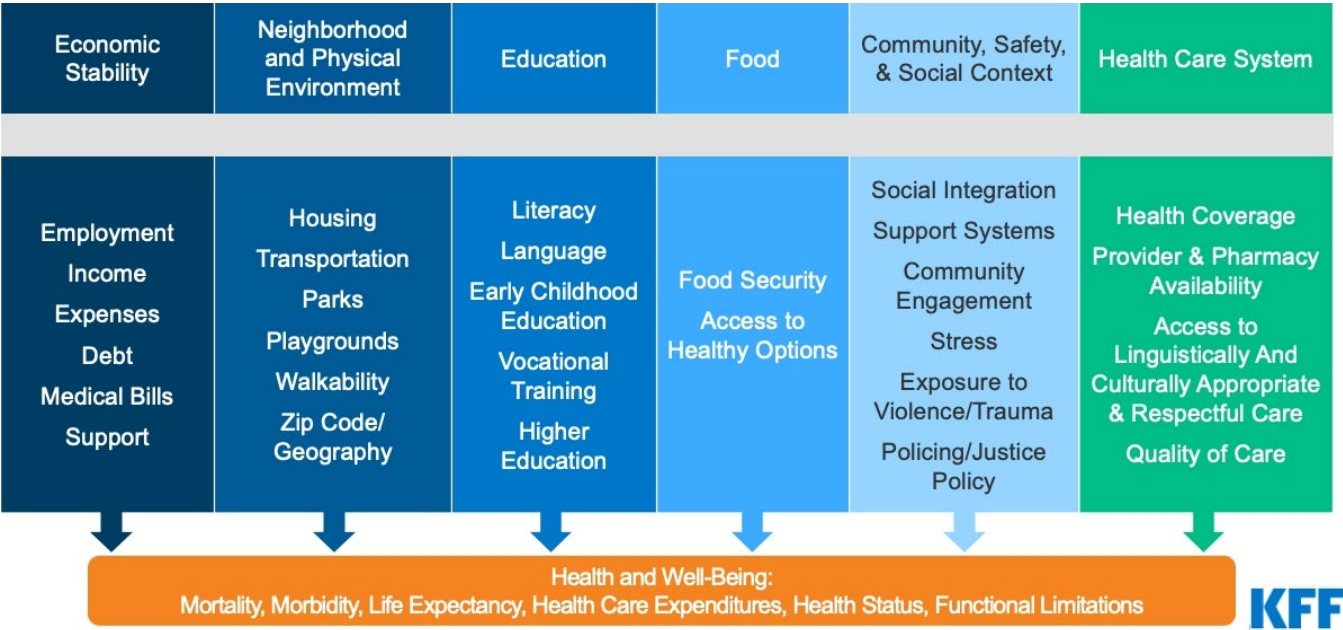 Economic
Stability
Neighborhood
and Physical
Environment
Education
Food
Community, Safety,
& Social Context
Health Care System
Employment
Income
Expenses
Debt
Medical Bills
Support
Housing
Transportation
Parks
Playgrounds
Walkability
Zip Code/
Geography
Literacy
Language
Early Childhood
Education
Vocational
Training
Higher
Education
Food Security
Access to
Healthy Options
Social Integration
Support Systems
Community
Engagement
Stress
Exposure to
Violence/Trauma
Policing/Justice
Policy
Health Coverage
Provider & Pharmacy
Availability
Access to
Linguistically And
Culturally Appropriate
& Respectful Care
Quality of Care
Health and Well-Being:
Mortality, Morbidity, Life Expectancy, Health Care Expenditures, Health Status, Functional Limitations
KFF